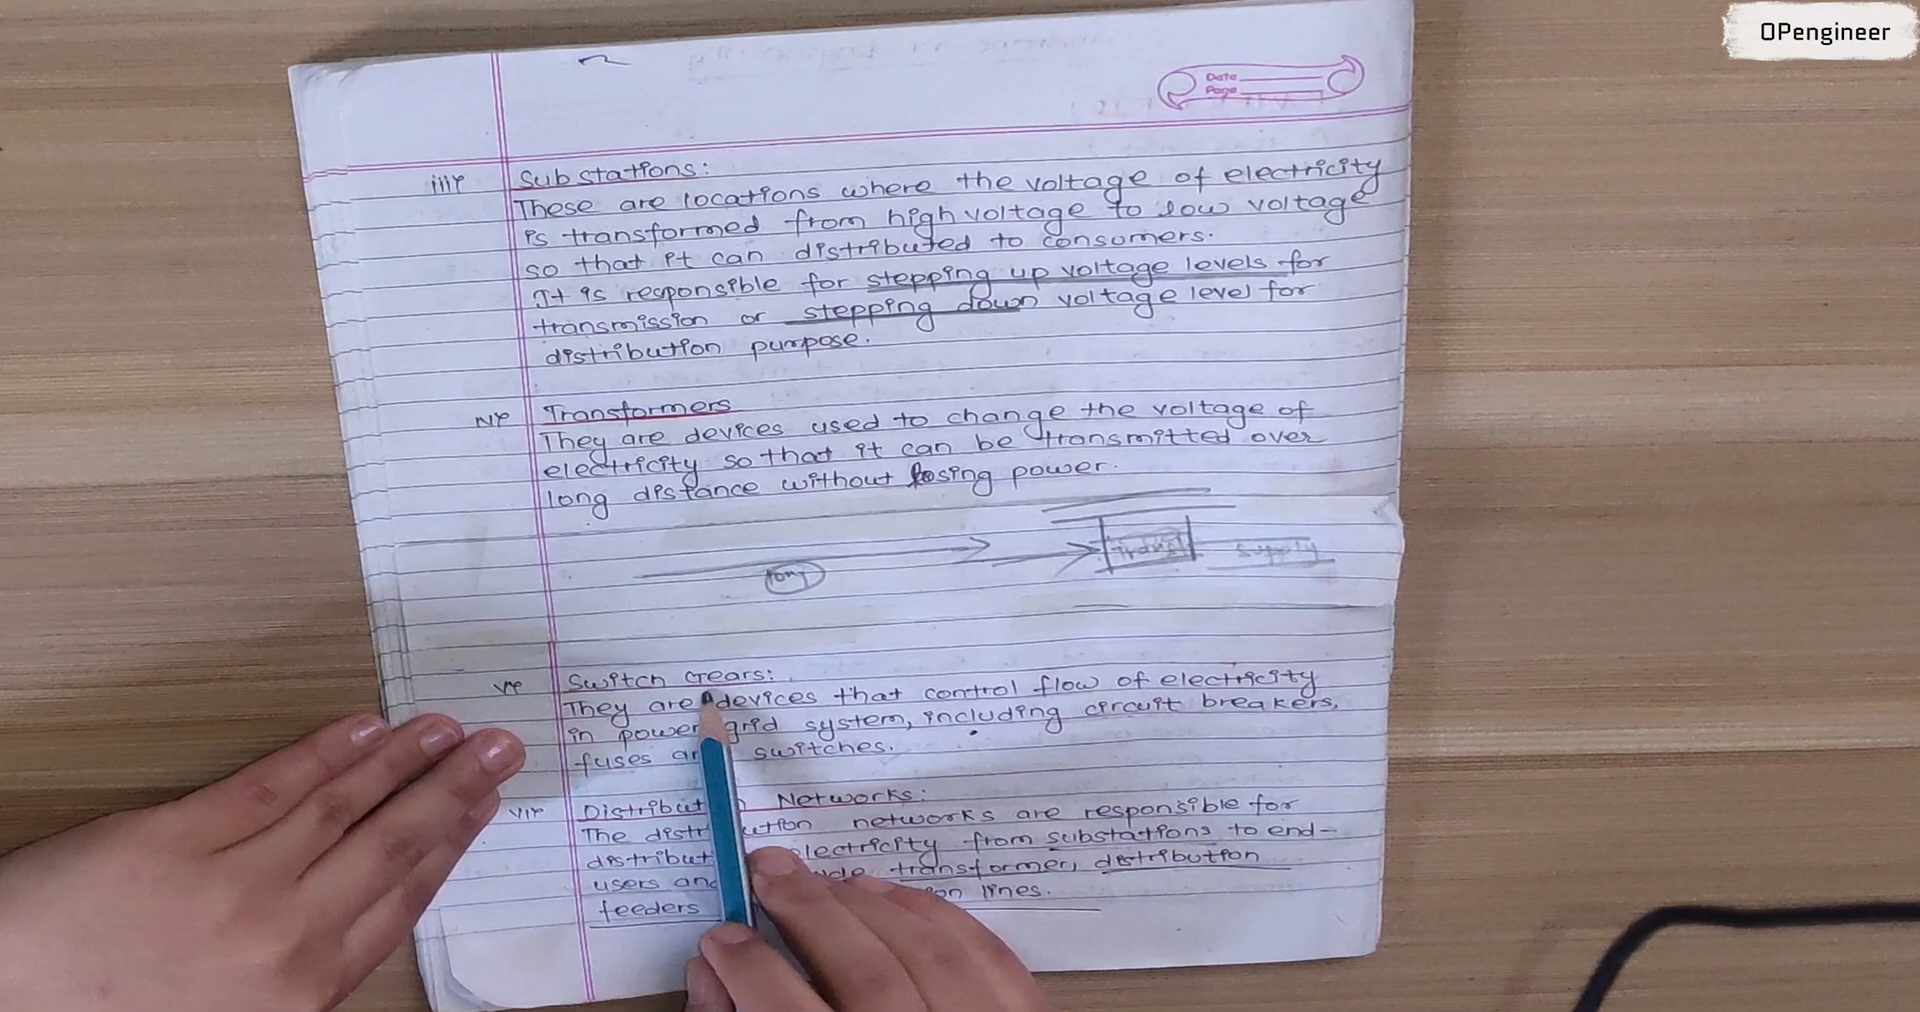 OPengineer
Date
Page
iii)
Substations:
These are locations where the voltage of electricity
is transformed from high voltage to low voltage
so that it can distributed to consumers.
It is responsible for stepping up voltage levels for
transmission or stepping down voltage level for
distribution purpose.
iv)
Transformers
They are devices used to change the voltage of
electricity so that it can be transmitted over
long distance without losing power.
long
Transf
Supply
v)
Switch Gears:
They are devices that control flow of electricity
in power grid system, including circuit breakers,
fuses switches.
Networks:
The networks are responsible for
electricity from substations to end-
users transformer, distribution
feeders lines.